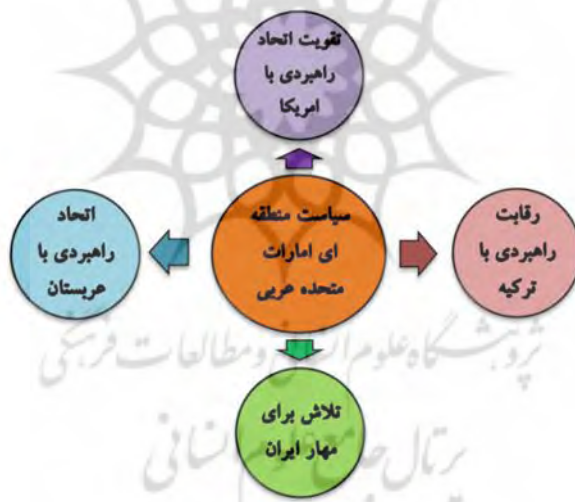 تقویت اتحاد
راهبردی با
امریکا
رقابت
راهبردی با
ترکیه
سیاست منطقه
ای امارات
متحده عربی
اتحاد
راهبردی با
عربستان
پژوهشگاه علوم انسانی و مطالعات فرهنگی
تلاش برای
مهار ایران
پرتال جامع علوم انسانی